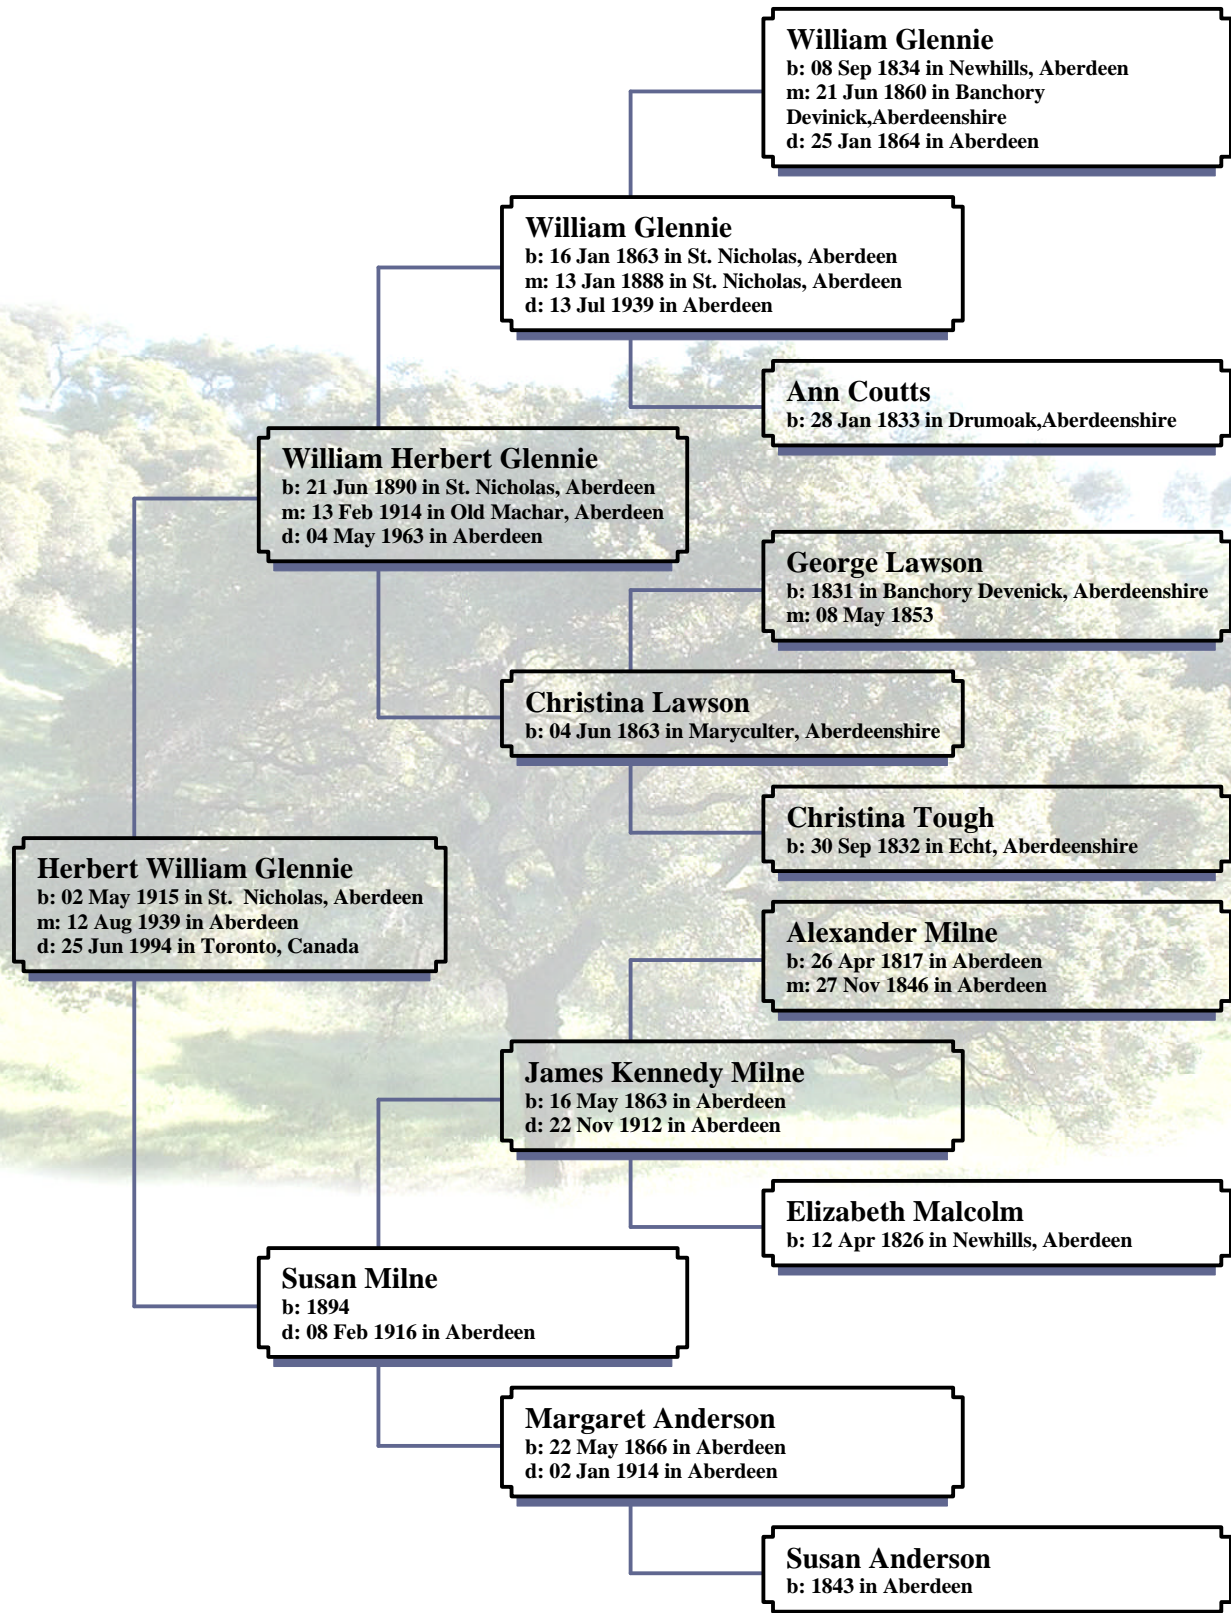 William Glennie
b: 08 Sep 1834 in Newhills, Aberdeen
m: 21 Jun 1860 in Banchory
Devinick,Aberdeenshire
d: 25 Jan 1864 in Aberdeen
William Glennie
b: 16 Jan 1863 in St. Nicholas, Aberdeen
m: 13 Jan 1888 in St. Nicholas, Aberdeen
d: 13 Jul 1939 in Aberdeen
Ann Coutts
b: 28 Jan 1833 in Drumoak,Aberdeenshire
William Herbert Glennie
b: 21 Jun 1890 in St. Nicholas, Aberdeen
m: 13 Feb 1914 in Old Machar, Aberdeen
d: 04 May 1963 in Aberdeen
George Lawson
b: 1831 in Banchory Devenick, Aberdeenshire
m: 08 May 1853
Christina Lawson
b: 04 Jun 1863 in Maryculter, Aberdeenshire
Christina Tough
b: 30 Sep 1832 in Echt, Aberdeenshire
Herbert William Glennie
b: 02 May 1915 in St. Nicholas, Aberdeen
m: 12 Aug 1939 in Aberdeen
d: 25 Jun 1994 in Toronto, Canada
Alexander Milne
b: 26 Apr 1817 in Aberdeen
m: 27 Nov 1846 in Aberdeen
James Kennedy Milne
b: 16 May 1863 in Aberdeen
d: 22 Nov 1912 in Aberdeen
Elizabeth Malcolm
b: 12 Apr 1826 in Newhills, Aberdeen
Susan Milne
b: 1894
d: 08 Feb 1916 in Aberdeen
Margaret Anderson
b: 22 May 1866 in Aberdeen
d: 02 Jan 1914 in Aberdeen
Susan Anderson
b: 1843 in Aberdeen